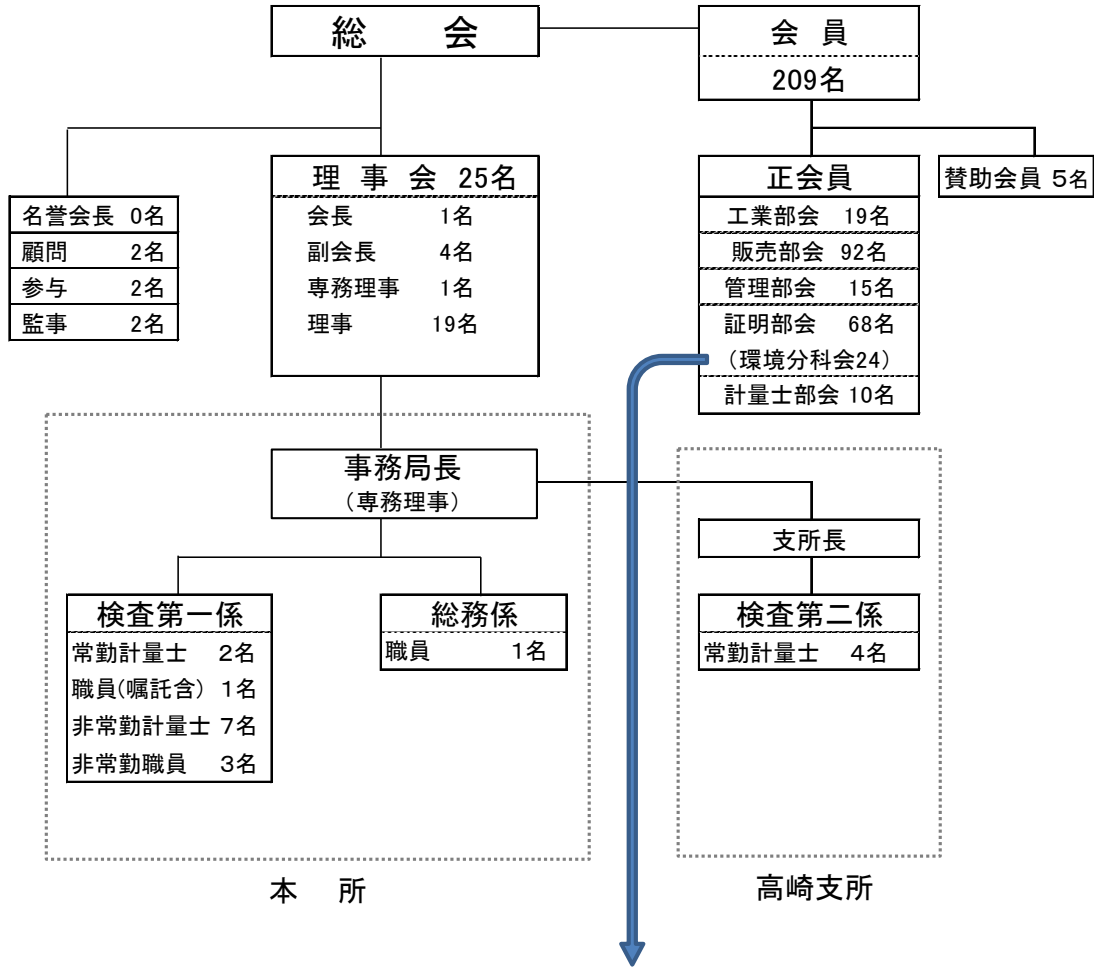 総　会
会 員
209名
理 事 会 25名
会長 1名
副会長 4名
専務理事 1名
理事 19名
正会員
工業部会 19名
販売部会 92名
管理部会 15名
証明部会 68名
（環境分科会24）
計量士部会 10名
賛助会員 5名
名誉会長 0名
顧問 2名
参与 2名
監事 2名
事務局長
（専務理事）
支所長
検査第一係
常勤計量士 2名
職員(嘱託含) 1名
非常勤計量士 7名
非常勤職員 3名
総務係
職員 1名
検査第二係
常勤計量士 4名
本　所
高崎支所